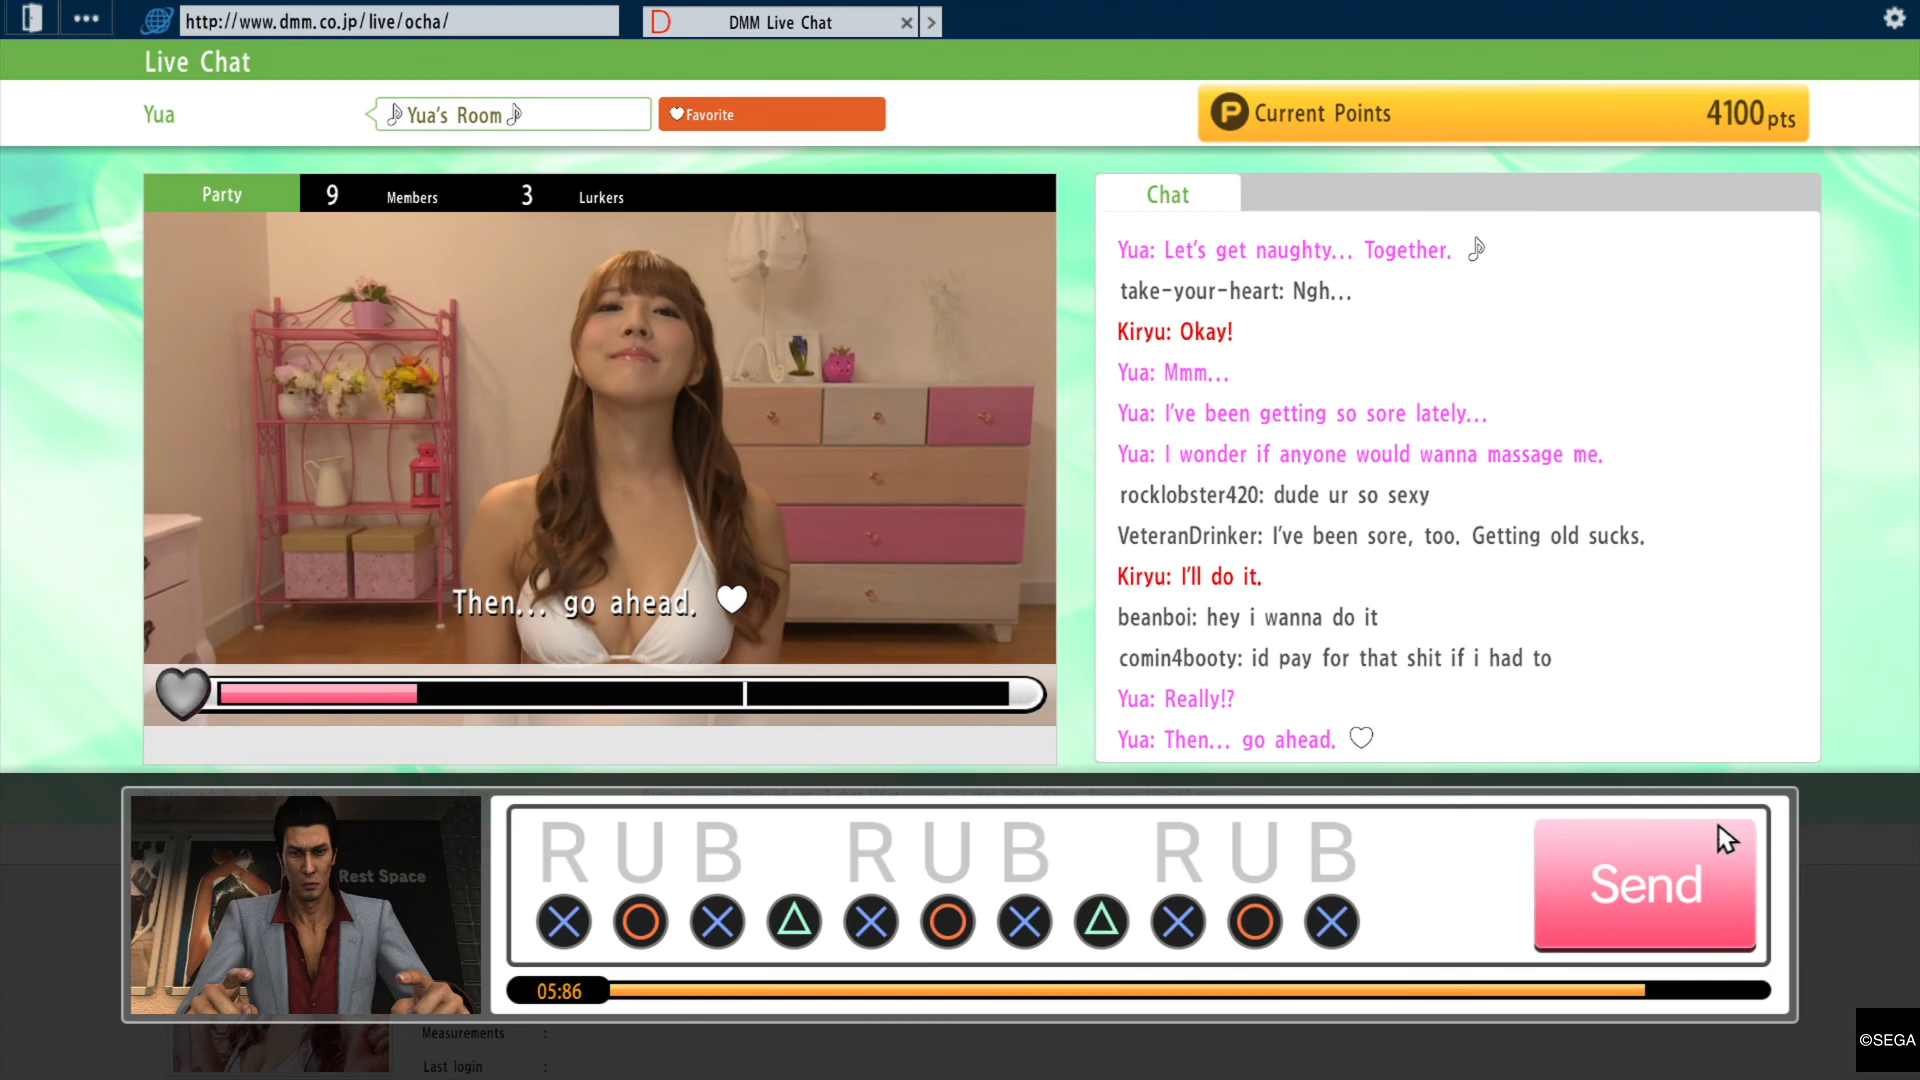 http://www.dmm.co.jp/live/ocha/
D DMM Live Chat
Live Chat
Yua
Yua's Room
Favorite
P Current Points 4100 pts
Party 9 Members 3 Lurkers
Then... go ahead.
Chat
Yua: Let's get naughty... Together.
take-your-heart: Ngh...
Kiryu: Okay!
Yua: Mmm...
Yua: I've been getting so sore lately...
Yua: I wonder if anyone would wanna massage me.
rocklobster420: dude ur so sexy
VeteranDrinker: I've been sore, too. Getting old sucks.
Kiryu: I'll do it.
beanboi: hey i wanna do it
comin4booty: id pay for that shit if i had to
Yua: Really!?
Yua: Then... go ahead.
Rest Space
RUB RUB RUB
Send
05:86
Measurements :
Last login :
©SEGA